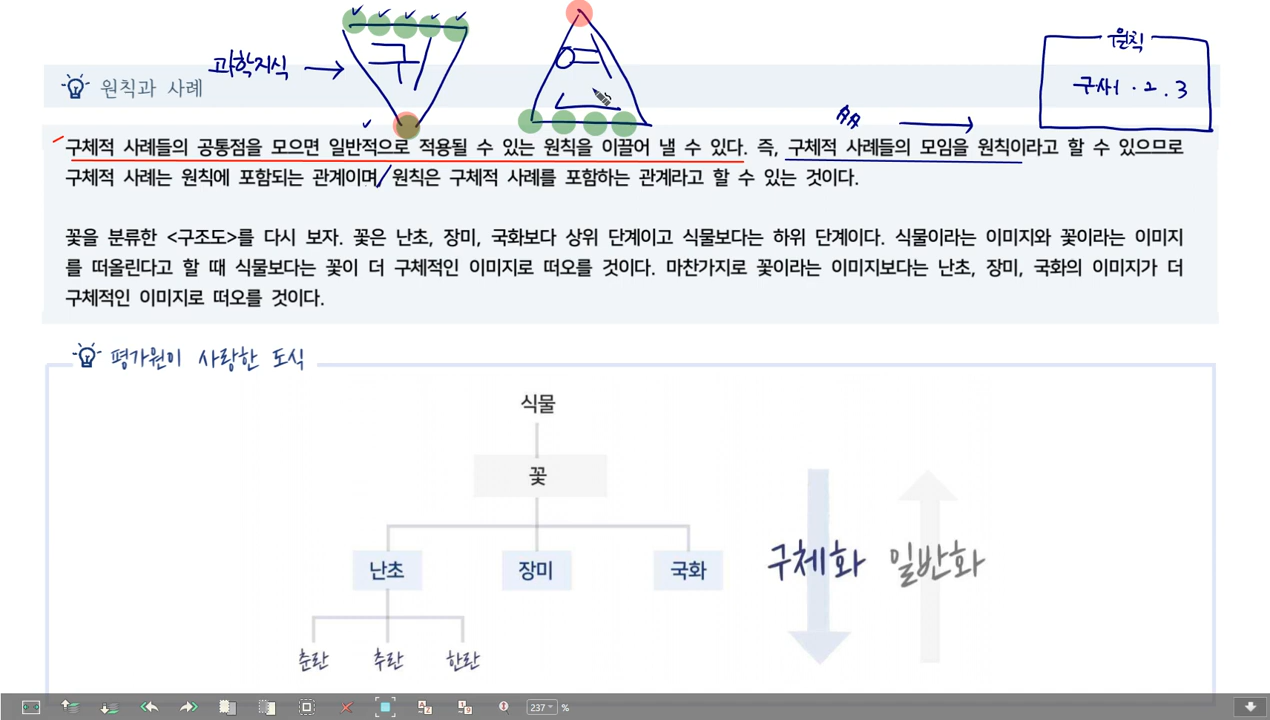 과학지식
귀
연
원칙
구사1 · 2 . 3
원칙과 사례
多
구체적 사례들의 공통점을 모으면 일반적으로 적용될 수 있는 원칙을 이끌어 낼 수 있다. 즉, 구체적 사례들의 모임을 원칙이라고 할 수 있으므로
구체적 사례는 원칙에 포함되는 관계이며, 원칙은 구체적 사례를 포함하는 관계라고 할 수 있는 것이다.
꽃을 분류한 <구조도>를 다시 보자. 꽃은 난초, 장미, 국화보다 상위 단계이고 식물보다는 하위 단계이다. 식물이라는 이미지와 꽃이라는 이미지
를 떠올린다고 할 때 식물보다는 꽃이 더 구체적인 이미지로 떠오를 것이다. 마찬가지로 꽃이라는 이미지보다는 난초, 장미, 국화의 이미지가 더
구체적인 이미지로 떠오를 것이다.
평가원이 사랑한 도식
식물
꽃
난초 장미 국화
구체화 일반화
춘란 추란 한란
237 %